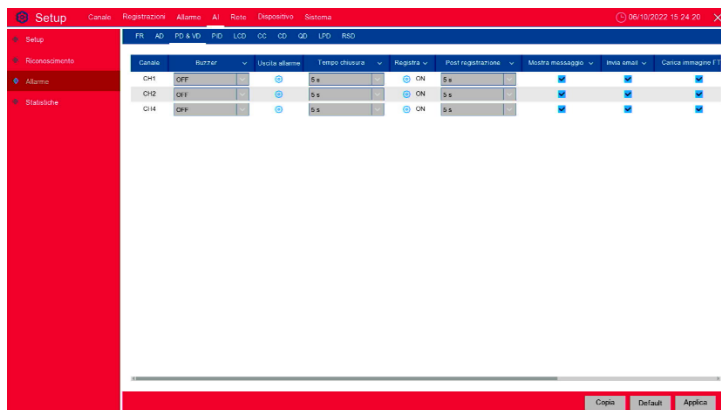 Setup Canale Registrazioni Allarme AI Rete Dispositivo Sistema 06/10/2022 15:24:20
Setup
Riconoscimento
Allarme
Statistiche
FR AD PD & VD PID LCD CC CD QD LPD RSD
Canale Buzzer Uscita allarme Tempo chiusura Registra Post registrazione Mostra messaggio Invia email Carica immagine FT
CH1 OFF 5 s ON 5 s
CH2 OFF 5 s ON 5 s
CH4 OFF 5 s ON 5 s
Copia Default Applica